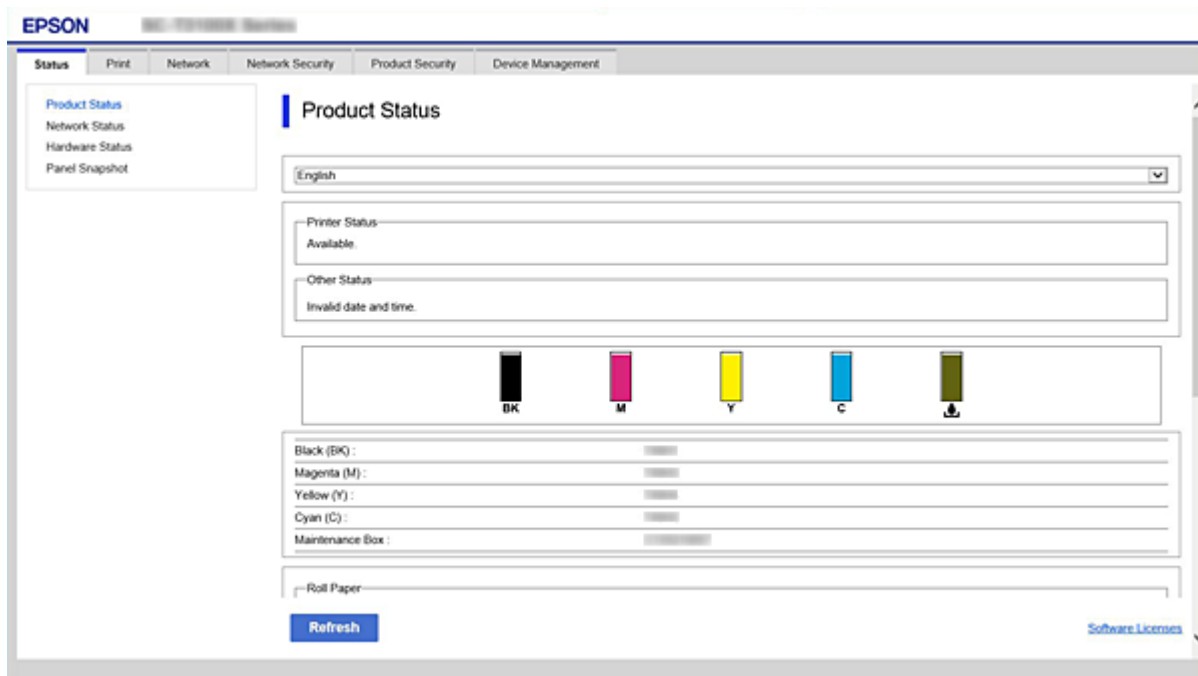 EPSON
Status Print Network Network Security Product Security Device Management
Product Status
Network Status
Hardware Status
Panel Snapshot
Product Status
English
Printer Status
Available.
Other Status
Invalid date and time.
BK M Y C
Black (BK) :
Magenta (M) :
Yellow (Y) :
Cyan (C) :
Maintenance Box :
Roll Paper
Refresh
Software Licenses